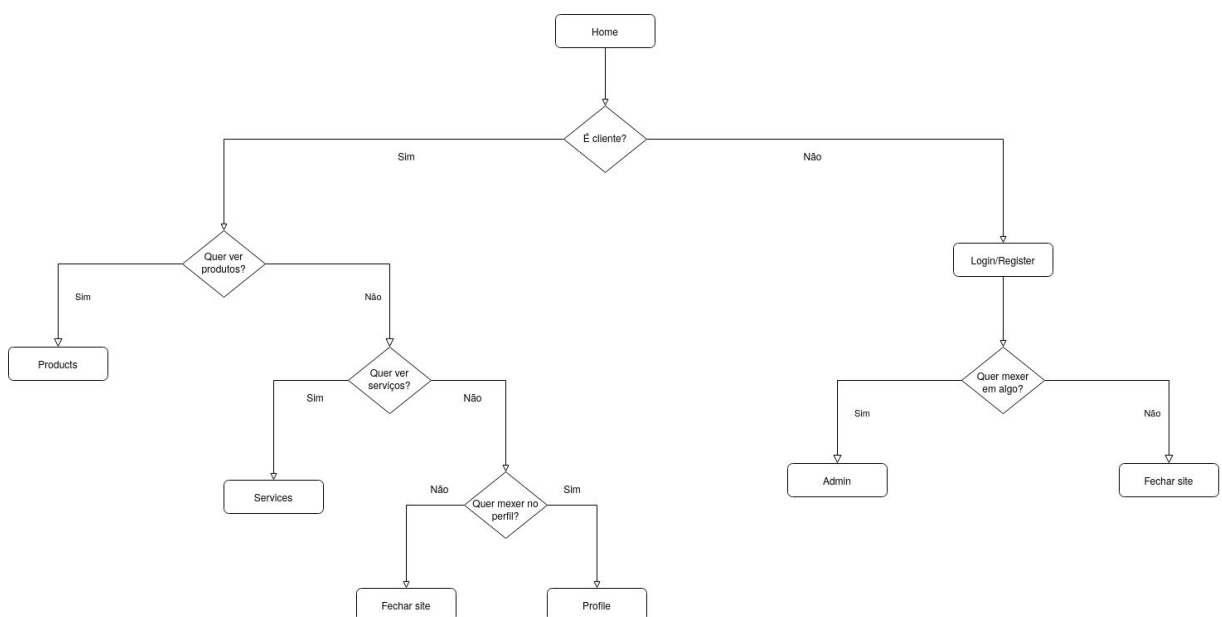 Home
É cliente?
Sim
Não
Quer ver
produtos?
Login/Register
Sim
Não
Products
Quer ver
serviços?
Quer mexer
em algo?
Sim
Não
Sim
Não
Services
Admin
Fechar site
Não
Sim
Quer mexer no
perfil?
Fechar site
Profile